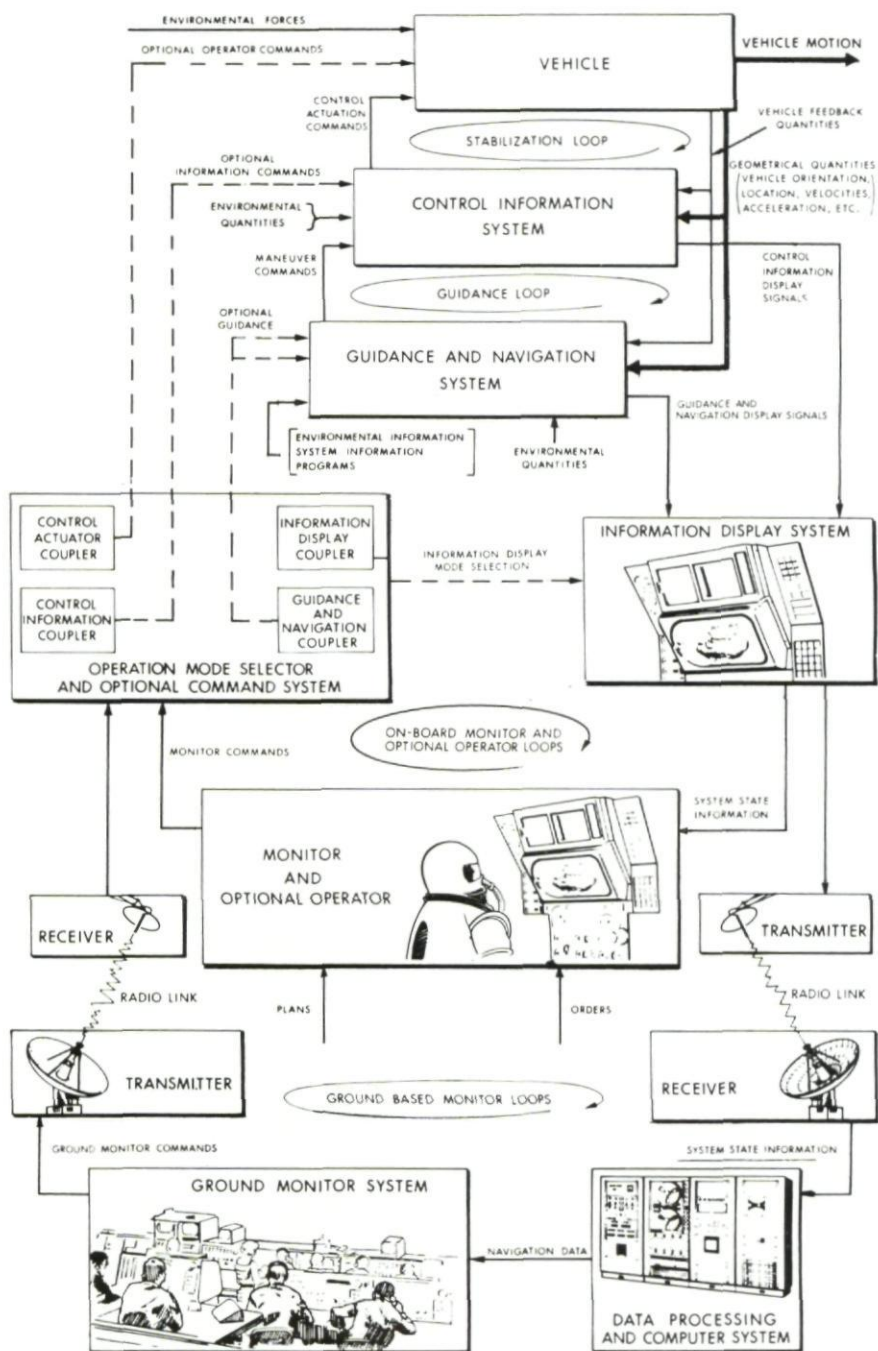 ENVIRONMENTAL FORCES
OPTIONAL OPERATOR COMMANDS
VEHICLE
VEHICLE MOTION
CONTROL
ACTUATION
COMMANDS
STABILIZATION LOOP
VEHICLE FEEDBACK
QUANTITIES
OPTIONAL
INFORMATION COMMANDS
GEOMETRICAL QUANTITIES
(VEHICLE ORIENTATION,
LOCATION, VELOCITIES,
ACCELERATION, ETC.)
ENVIRONMENTAL
QUANTITIES
CONTROL INFORMATION
SYSTEM
MANEUVER
COMMANDS
CONTROL
INFORMATION
DISPLAY
SIGNALS
GUIDANCE LOOP
OPTIONAL
GUIDANCE
GUIDANCE AND NAVIGATION
SYSTEM
GUIDANCE AND
NAVIGATION DISPLAY SIGNALS
ENVIRONMENTAL INFORMATION
SYSTEM INFORMATION
PROGRAMS
ENVIRONMENTAL
QUANTITIES
CONTROL
ACTUATOR
COUPLER
INFORMATION
DISPLAY
COUPLER
CONTROL
INFORMATION
COUPLER
GUIDANCE
AND
NAVIGATION
COUPLER
OPERATION MODE SELECTOR
AND OPTIONAL COMMAND SYSTEM
INFORMATION DISPLAY
MODE SELECTION
INFORMATION DISPLAY SYSTEM
MONITOR COMMANDS
ON-BOARD MONITOR AND
OPTIONAL OPERATOR LOOPS
SYSTEM STATE
INFORMATION
MONITOR
AND
OPTIONAL OPERATOR
RECEIVER
TRANSMITTER
RADIO LINK
RADIO LINK
PLANS
ORDERS
TRANSMITTER
RECEIVER
GROUND BASED MONITOR LOOPS
GROUND MONITOR COMMANDS
SYSTEM STATE INFORMATION
GROUND MONITOR SYSTEM
NAVIGATION DATA
DATA PROCESSING
AND COMPUTER SYSTEM